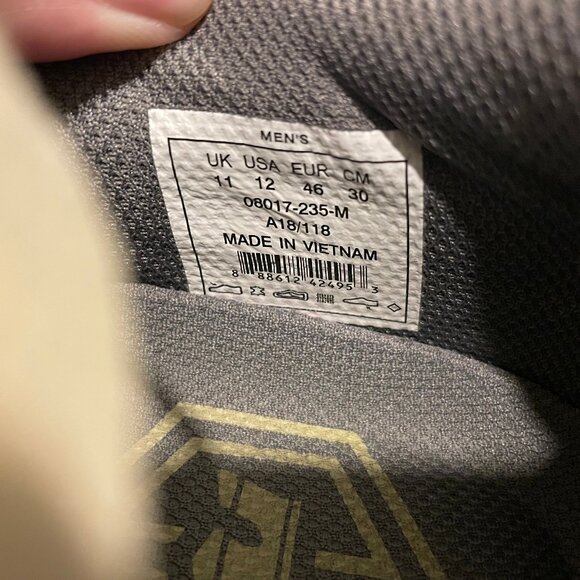 MEN'S
UK USA EUR CM
11 12 46 30
08017-235-M
A18/118
MADE IN VIETNAM
8 88612 42495 3